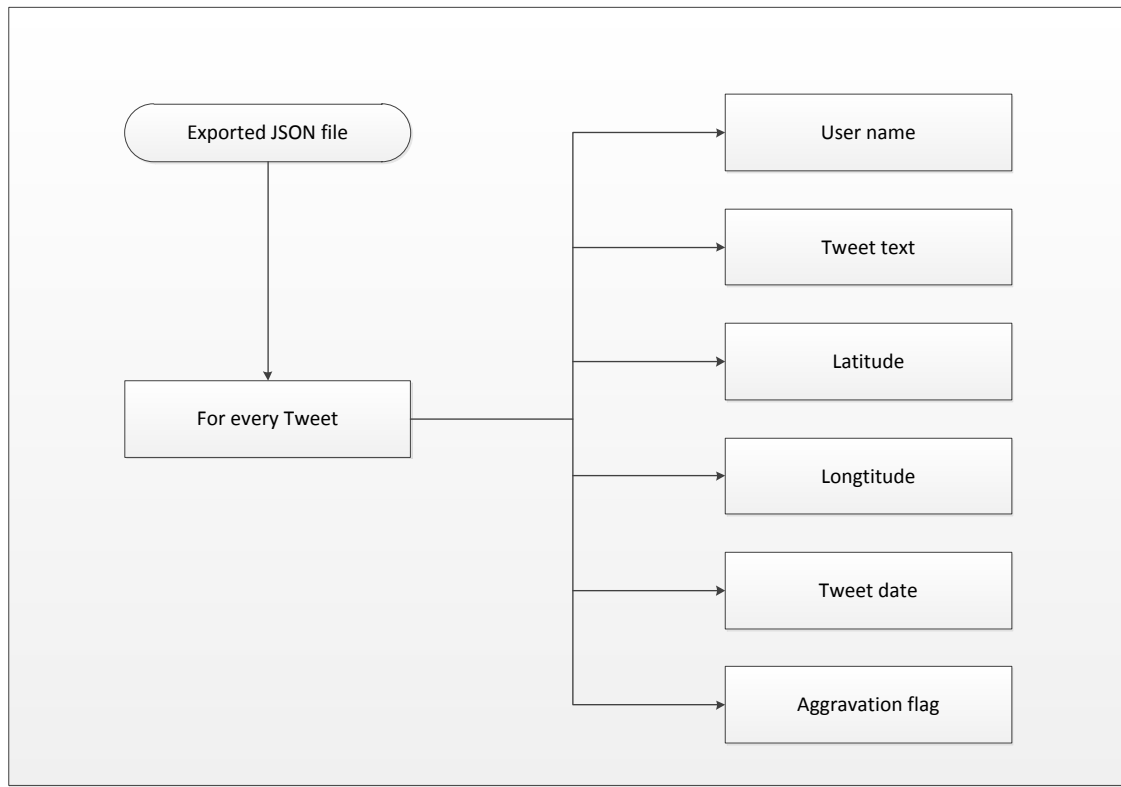 Exported JSON file
For every Tweet
User name
Tweet text
Latitude
Longtitude
Tweet date
Aggravation flag